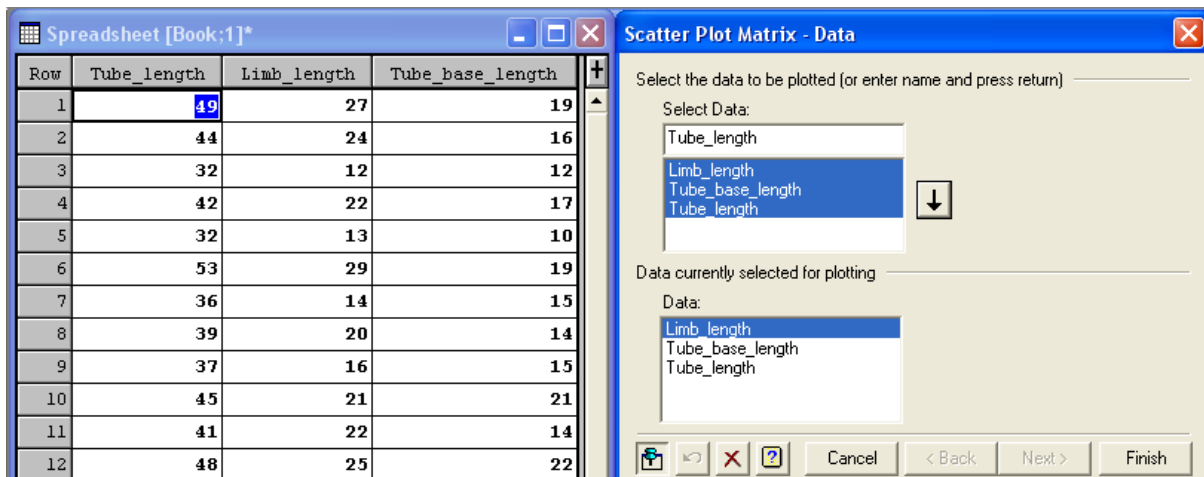 Spreadsheet [Book;1]*
Row Tube_length Limb_length Tube_base_length
1 49 27 19
2 44 24 16
3 32 12 12
4 42 22 17
5 32 13 10
6 53 29 19
7 36 14 15
8 39 20 14
9 37 16 15
10 45 21 21
11 41 22 14
12 48 25 22
Scatter Plot Matrix - Data
Select the data to be plotted (or enter name and press return)
Select Data:
Tube_length
Limb_length
Tube_base_length
Tube_length
Data currently selected for plotting
Data:
Limb_length
Tube_base_length
Tube_length
Cancel < Back Next > Finish